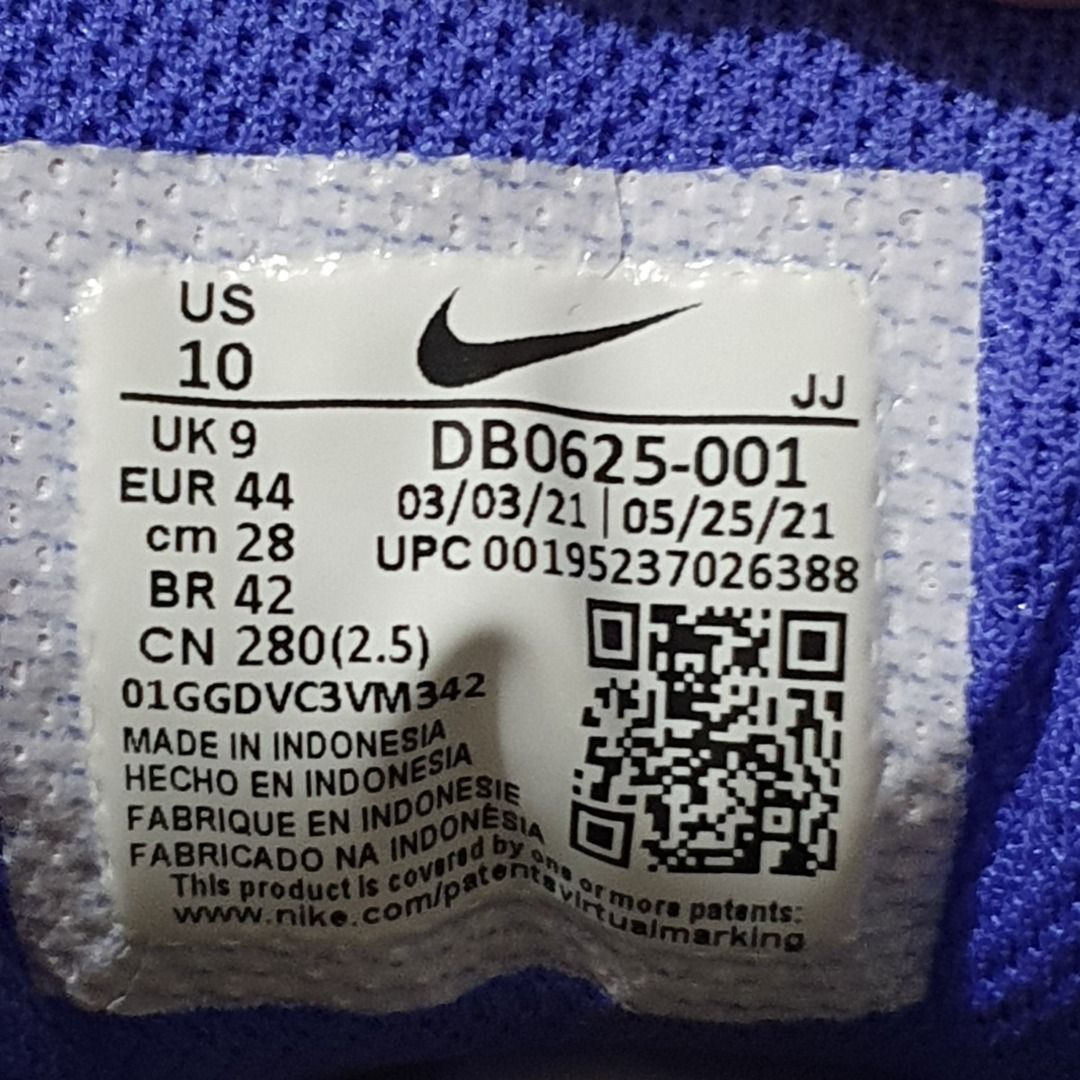 US
10
JJ
UK 9
EUR 44
cm 28
BR 42
CN 280(2.5)
DB0625-001
03/03/21 | 05/25/21
UPC 00195237026388
01GGDVC3VM342
MADE IN INDONESIA
HECHO EN INDONESIA
FABRIQUE EN INDONESIE
FABRICADO NA INDONÉSIA
This product is covered by one or more patents:
www.nike.com/patentsvirtualmarking